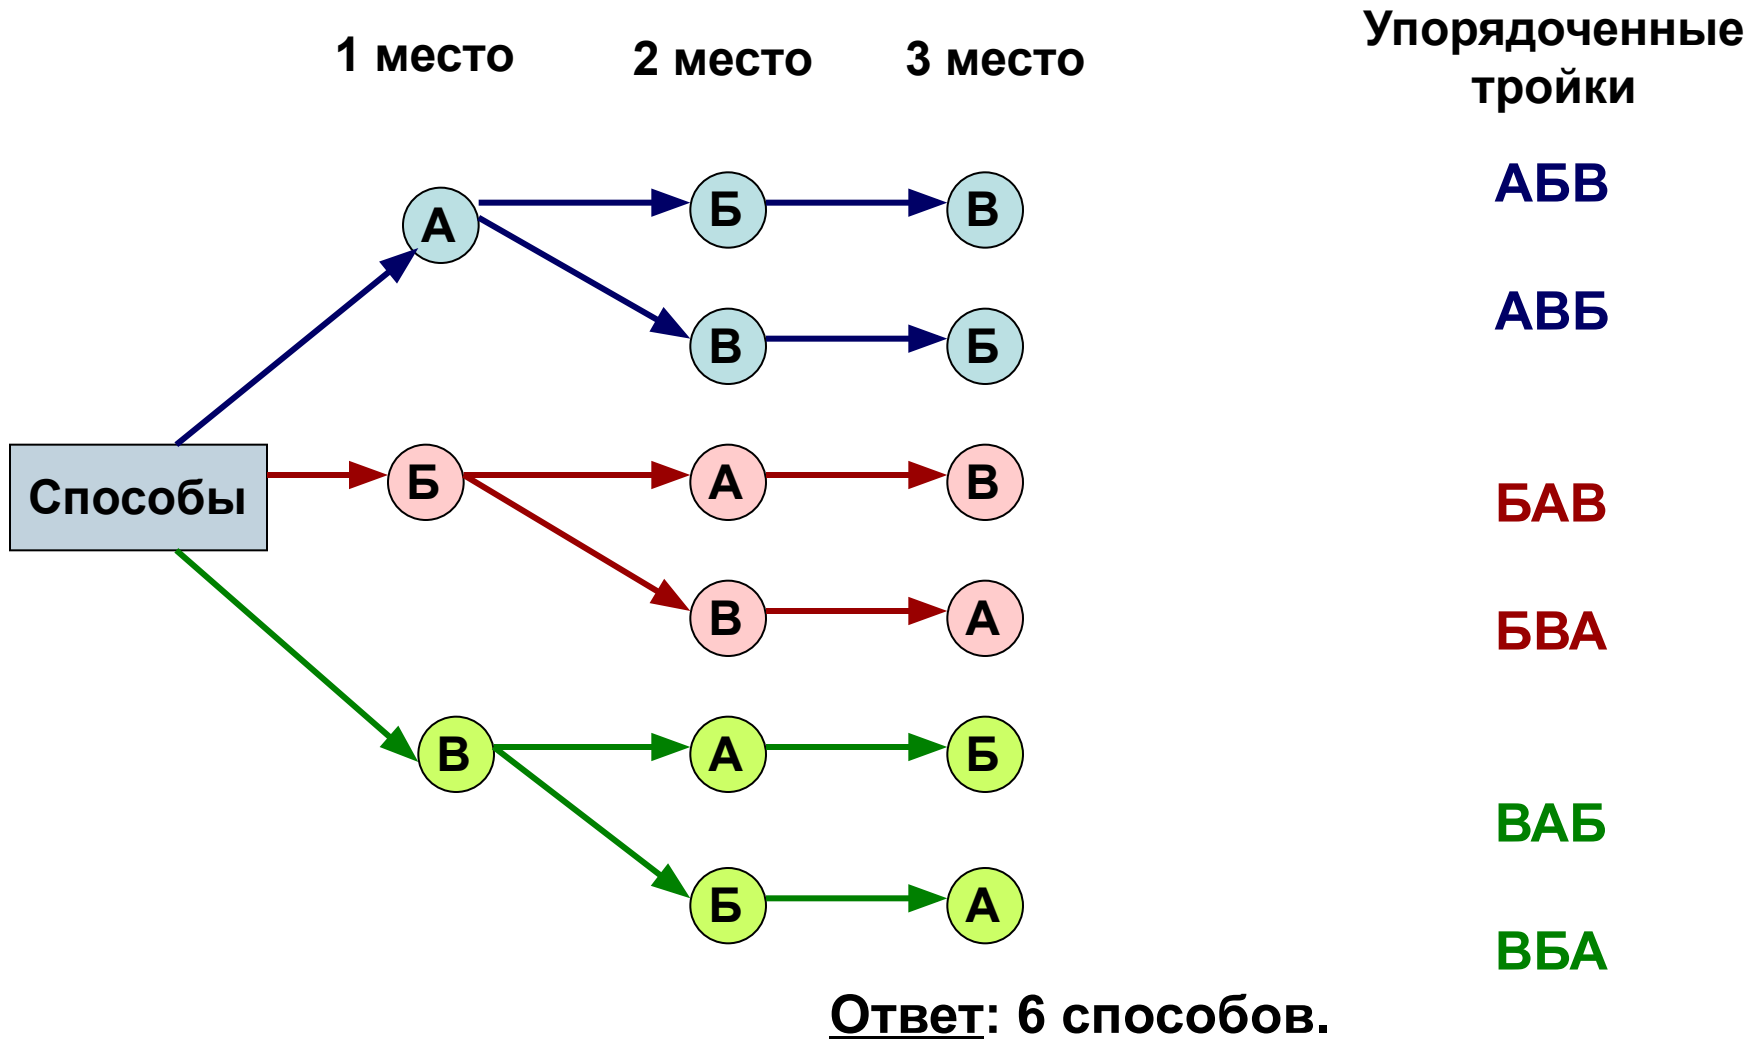 1 место 2 место 3 место
Упорядоченные
тройки
А Б В АБВ
В Б АВБ
Способы
Б А В БАВ
В А БВА
В А Б ВАБ
Б А ВБА
Ответ: 6 способов.